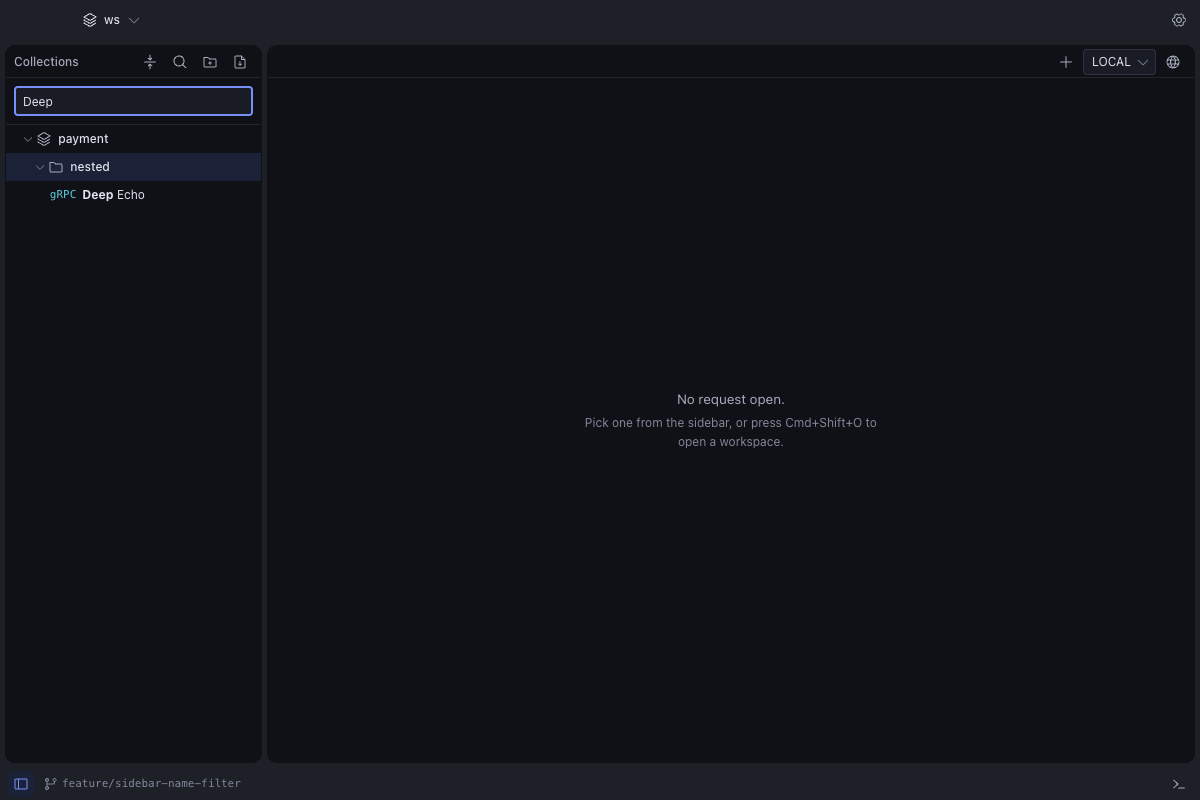 ws
Collections
LOCAL
Deep
payment
nested
gRPC Deep Echo
No request open.
Pick one from the sidebar, or press Cmd+Shift+O to
open a workspace.
feature/sidebar-name-filter